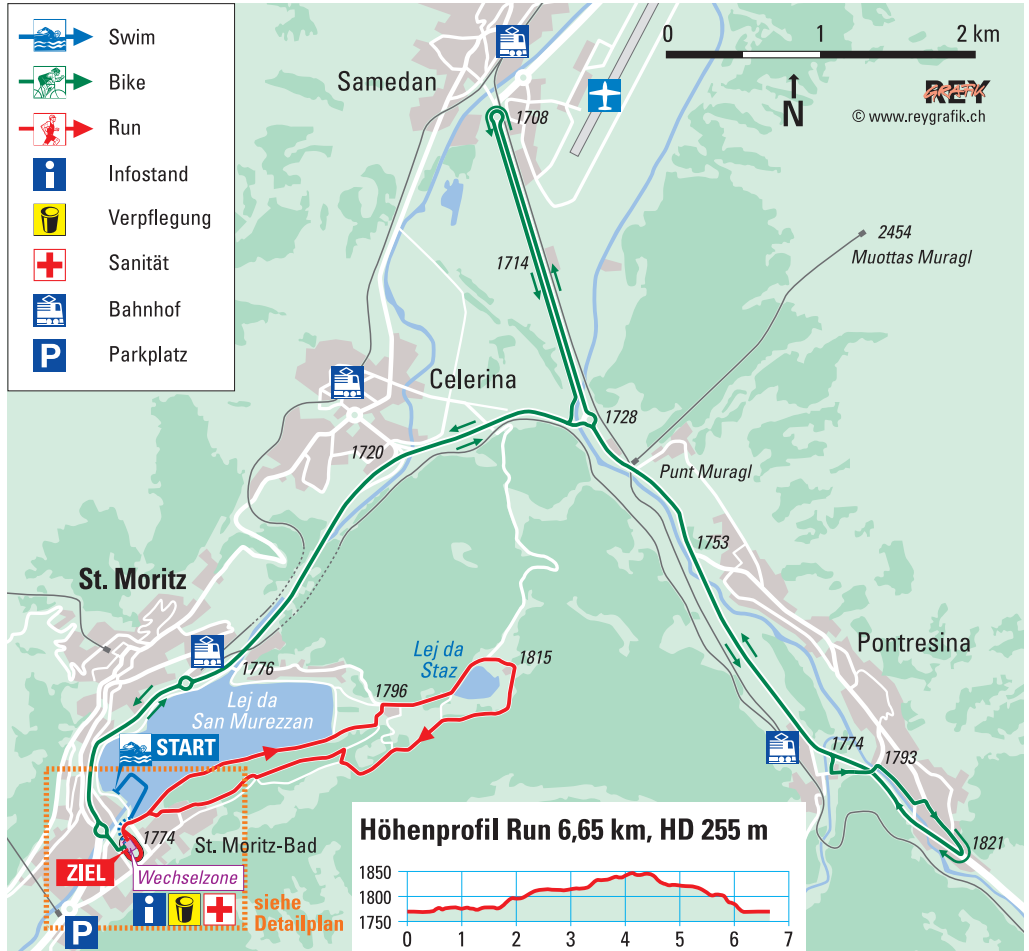 Swim
Bike
Run
Infostand
Verpflegung
Sanität
Bahnhof
P
Parkplatz
0 1 2 km
N
REY
GRAFIK
© www.reygrafik.ch
Samedan
1708
1714
2454
Muottas Muragl
Celerina
1728
1720
Punt Muragl
1753
St. Moritz
Pontresina
Lej da
Staz
1815
1776
1796
Lej da
San Murezzan
START
1774
1793
1821
1774
St. Moritz-Bad
ZIEL
Wechselzone
siehe
Detailplan
P
Höhenprofil Run 6,65 km, HD 255 m
1850
1800
1750
0 1 2 3 4 5 6 7